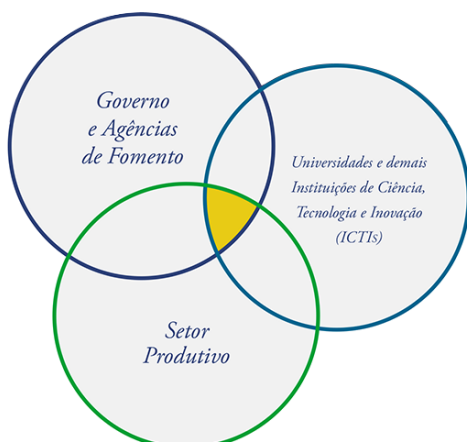 Governo
e Agências
de Fomento
Universidades e demais
Instituições de Ciência,
Tecnologia e Inovação
(ICTIs)
Setor
Produtivo